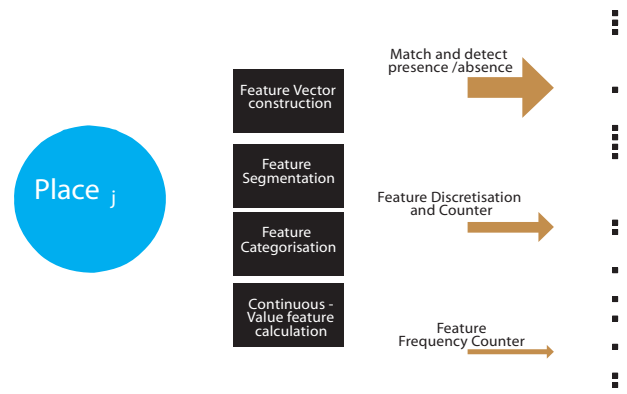 Place j
Feature Vector
construction
Feature
Segmentation
Feature
Categorisation
Continuous -
Value feature
calculation
Match and detect
presence /absence
Feature Discretisation
and Counter
Feature
Frequency Counter